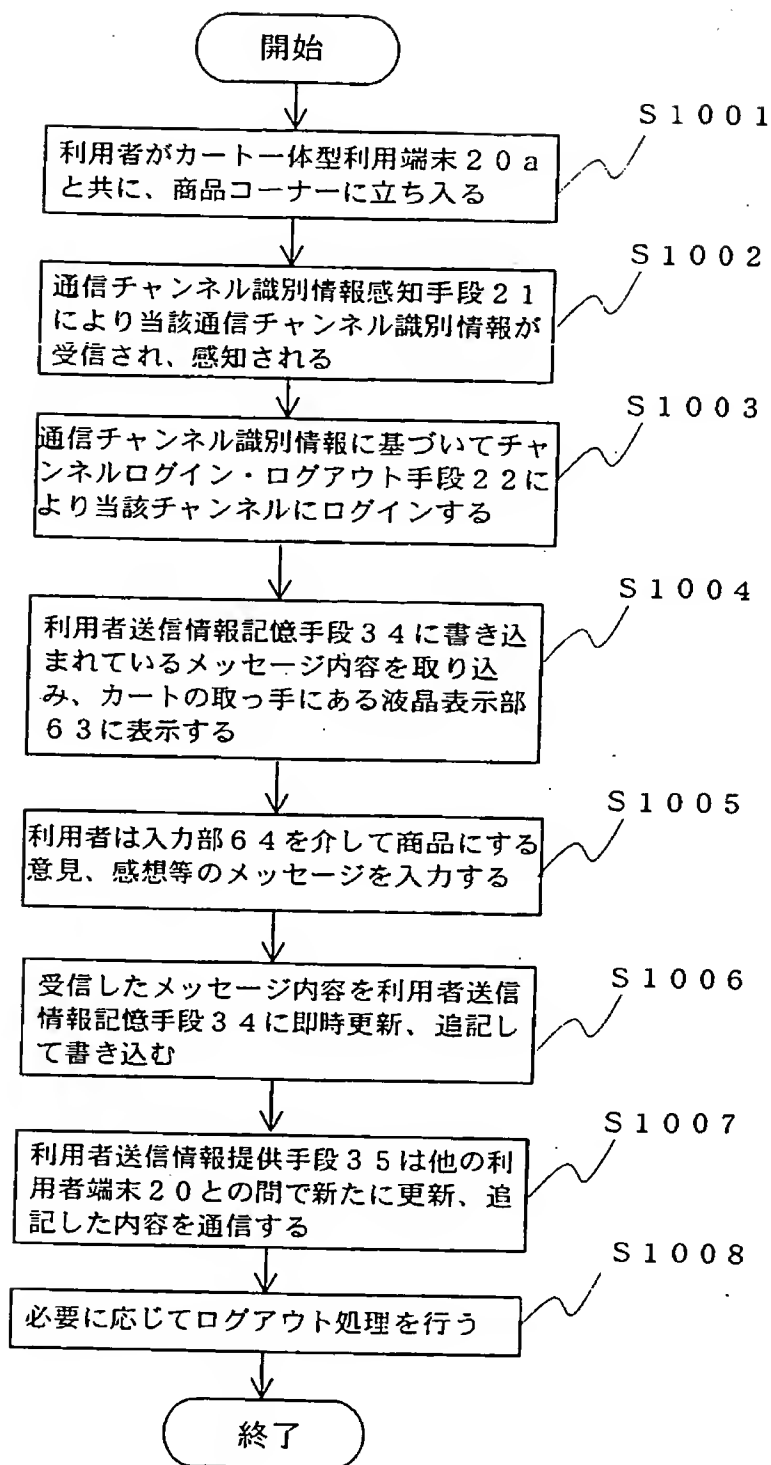 開始
S1001
利用者がカート一体型利用端末20a
と共に、商品コーナーに立ち入る
S1002
通信チャンネル識別情報感知手段21
により当該通信チャンネル識別情報が
受信され、感知される
S1003
通信チャンネル識別情報に基づいてチャ
ンネルログイン・ログアウト手段22に
より当該チャンネルにログインする
S1004
利用者送信情報記憶手段34に書き込
まれているメッセージ内容を取り込
み、カートの取っ手にある液晶表示部
63に表示する
S1005
利用者は入力部64を介して商品にする
意見、感想等のメッセージを入力する
S1006
受信したメッセージ内容を利用者送信
情報記憶手段34に即時更新、追記し
て書き込む
S1007
利用者送信情報提供手段35は他の利
用者端末20との間で新たに更新、追
記した内容を通信する
S1008
必要に応じてログアウト処理を行う
終了